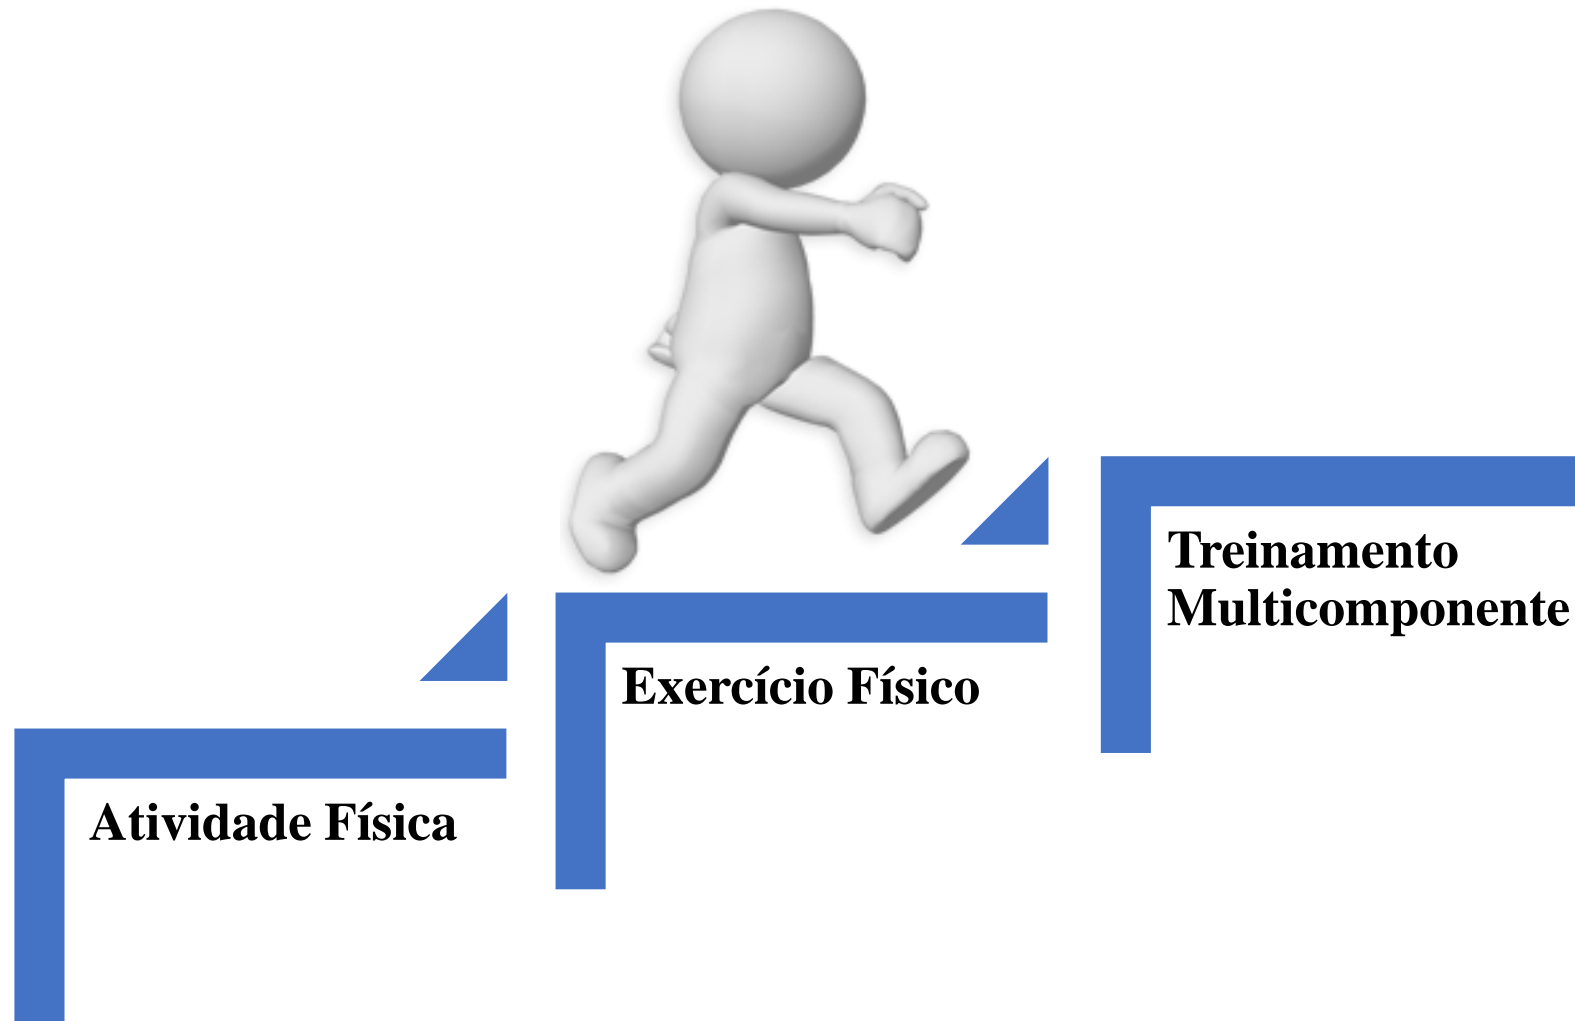 Treinamento
Multicomponente
Exercício Físico
Atividade Física